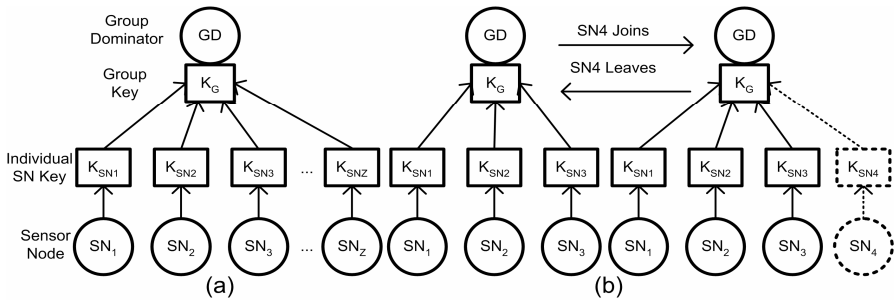 Group Dominator GD GD SN4 Joins GD
Group Key K_G K_G SN4 Leaves K_G
Individual SN Key K_SN1 K_SN2 K_SN3 ... K_SNZ K_SN1 K_SN2 K_SN3 K_SN1 K_SN2 K_SN3 K_SN4
Sensor Node SN_1 SN_2 SN_3 ... SN_Z SN_1 SN_2 SN_3 SN_1 SN_2 SN_3 SN_4
(a) (b)